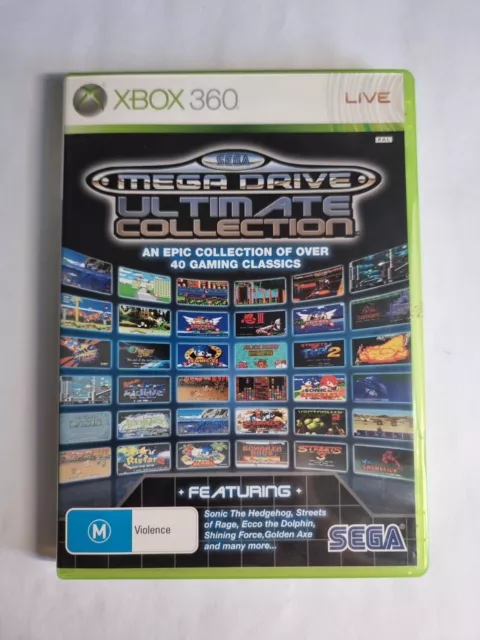 XBOX 360
LIVE
PAL
SEGA
MEGA DRIVE
ULTIMATE
COLLECTION
AN EPIC COLLECTION OF OVER
40 GAMING CLASSICS
FEATURING
Sonic The Hedgehog, Streets
of Rage, Ecco the Dolphin,
Shining Force,Golden Axe
and many more...
M
Violence
SEGA